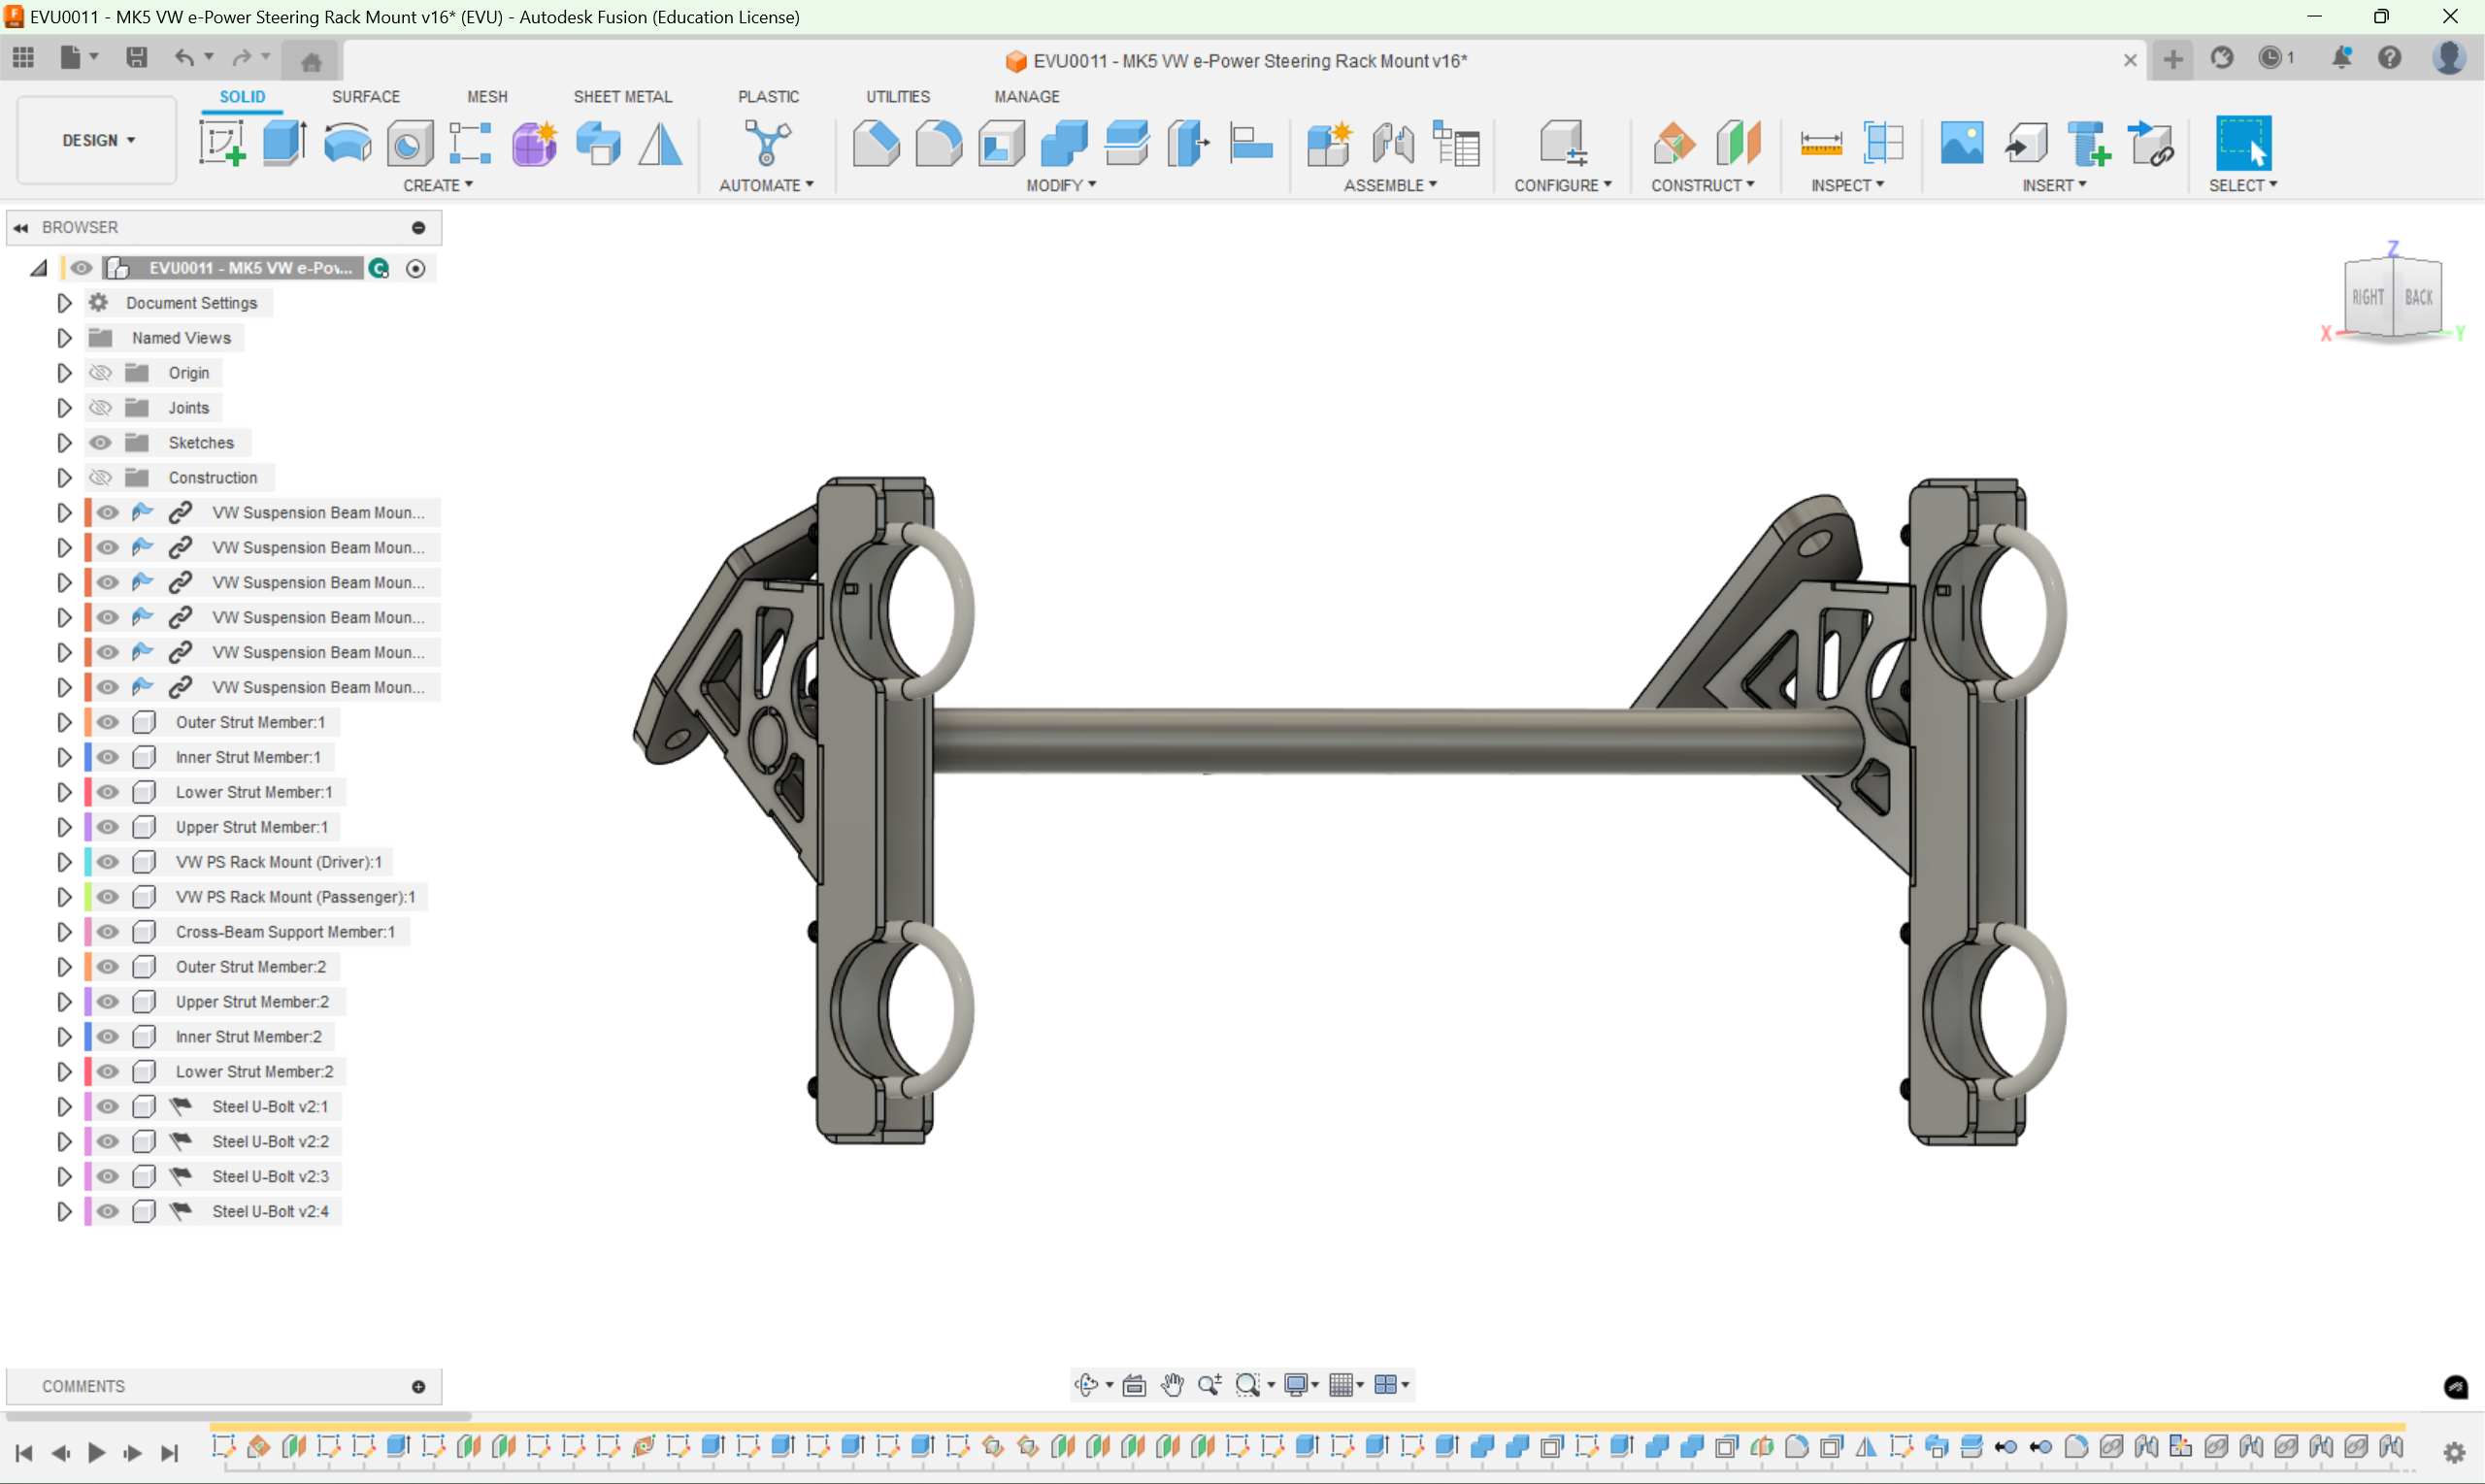 EVU0011 - MK5 VW e-Power Steering Rack Mount v16* (EVU) - Autodesk Fusion (Education License)
EVU0011 - MK5 VW e-Power Steering Rack Mount v16*
1
SOLID SURFACE MESH SHEET METAL PLASTIC UTILITIES MANAGE
DESIGN
CREATE AUTOMATE MODIFY ASSEMBLE CONFIGURE CONSTRUCT INSPECT INSERT SELECT
BROWSER
EVU0011 - MK5 VW e-Pow...
Document Settings
Named Views
Origin
Joints
Sketches
Construction
VW Suspension Beam Moun...
VW Suspension Beam Moun...
VW Suspension Beam Moun...
VW Suspension Beam Moun...
VW Suspension Beam Moun...
VW Suspension Beam Moun...
Outer Strut Member:1
Inner Strut Member:1
Lower Strut Member:1
Upper Strut Member:1
VW PS Rack Mount (Driver):1
VW PS Rack Mount (Passenger):1
Cross-Beam Support Member:1
Outer Strut Member:2
Upper Strut Member:2
Inner Strut Member:2
Lower Strut Member:2
Steel U-Bolt v2:1
Steel U-Bolt v2:2
Steel U-Bolt v2:3
Steel U-Bolt v2:4
Z
RIGHT BACK
X Y
COMMENTS